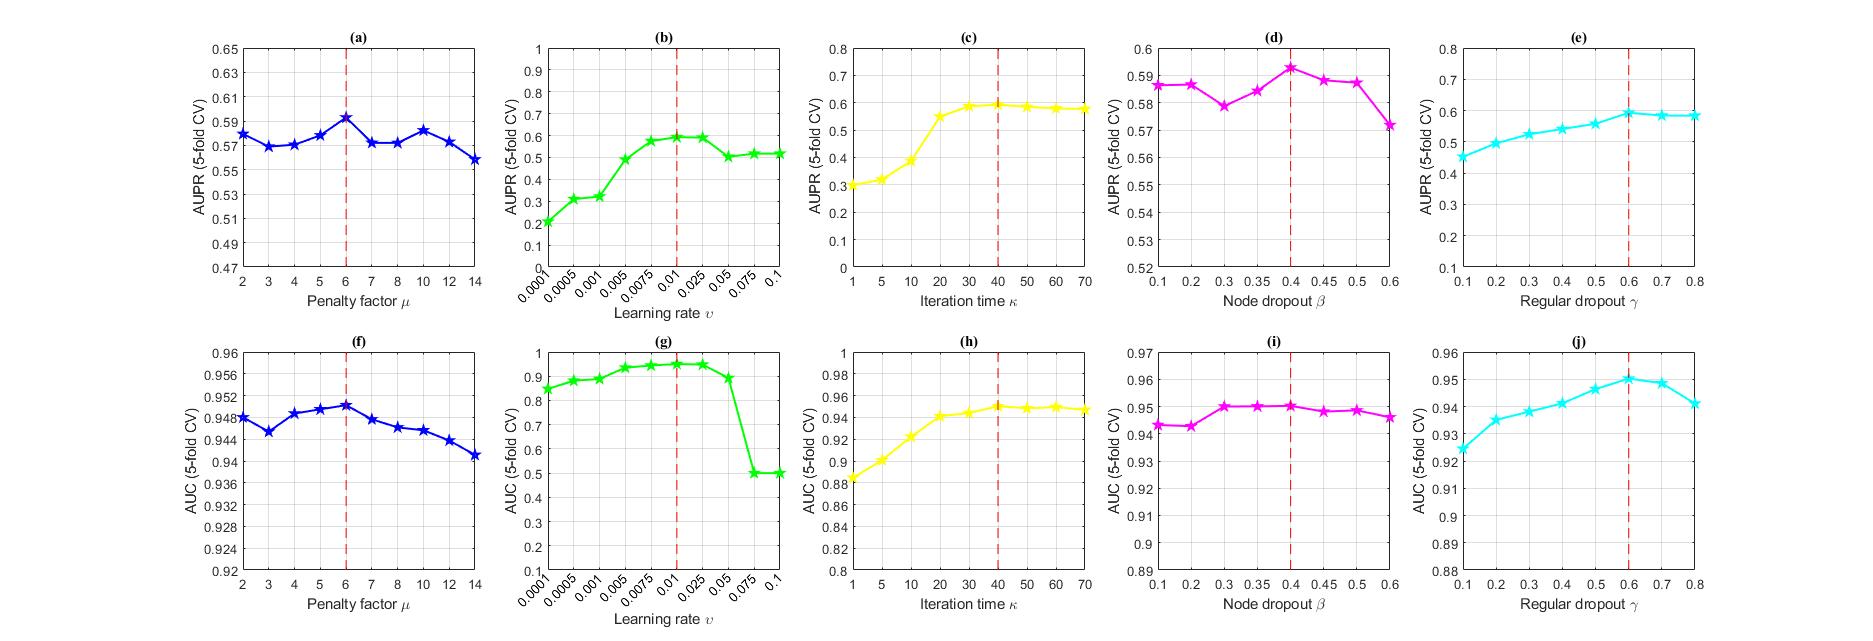 (a)
0.65
0.63
0.61
0.59
0.57
0.55
0.53
0.51
0.49
0.47
AUPR (5-fold CV)
2 3 4 5 6 7 8 10 12 14
Penalty factor μ
(b)
1
0.9
0.8
0.7
0.6
0.5
0.4
0.3
0.2
0.1
0
AUPR (5-fold CV)
0.0001 0.0005 0.001 0.005 0.0075 0.01 0.025 0.05 0.075 0.1
Learning rate υ
(c)
0.8
0.7
0.6
0.5
0.4
0.3
0.2
0.1
0
AUPR (5-fold CV)
1 5 10 20 30 40 50 60 70
Iteration time κ
(d)
0.6
0.59
0.58
0.57
0.56
0.55
0.54
0.53
0.52
AUPR (5-fold CV)
0.1 0.2 0.3 0.35 0.4 0.45 0.5 0.6
Node dropout β
(e)
0.8
0.7
0.6
0.5
0.4
0.3
0.2
0.1
AUPR (5-fold CV)
0.1 0.2 0.3 0.4 0.5 0.6 0.7 0.8
Regular dropout γ
(f)
0.96
0.956
0.952
0.948
0.944
0.94
0.936
0.932
0.928
0.924
0.92
AUC (5-fold CV)
2 3 4 5 6 7 8 10 12 14
Penalty factor μ
(g)
1
0.9
0.8
0.7
0.6
0.5
0.4
0.3
0.2
0.1
AUC (5-fold CV)
0.0001 0.0005 0.001 0.005 0.0075 0.01 0.025 0.05 0.075 0.1
Learning rate υ
(h)
1
0.98
0.96
0.94
0.92
0.9
0.88
0.86
0.84
0.82
0.8
AUC (5-fold CV)
1 5 10 20 30 40 50 60 70
Iteration time κ
(i)
0.97
0.96
0.95
0.94
0.93
0.92
0.91
0.9
0.89
AUC (5-fold CV)
0.1 0.2 0.3 0.35 0.4 0.45 0.5 0.6
Node dropout β
(j)
0.96
0.95
0.94
0.93
0.92
0.91
0.9
0.89
0.88
AUC (5-fold CV)
0.1 0.2 0.3 0.4 0.5 0.6 0.7 0.8
Regular dropout γ